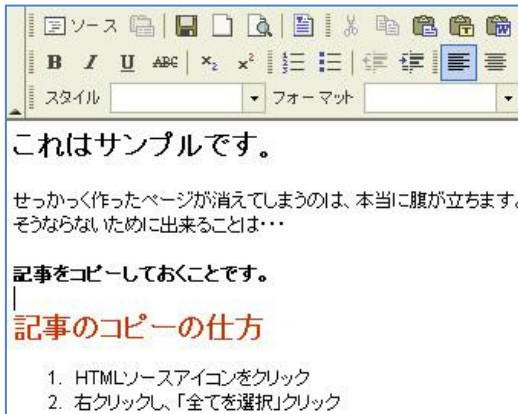 ソース
B I U ABC ×₂ ×²
スタイル フォーマット
これはサンプルです。
せっかっく作ったページが消えてしまうのは、本当に腹が立ちます。
そうならないために出来ることは・・・
記事をコピーしておくことです。
記事のコピーの仕方
1. HTMLソースアイコンをクリック
2. 右クリックし、「全てを選択」クリック